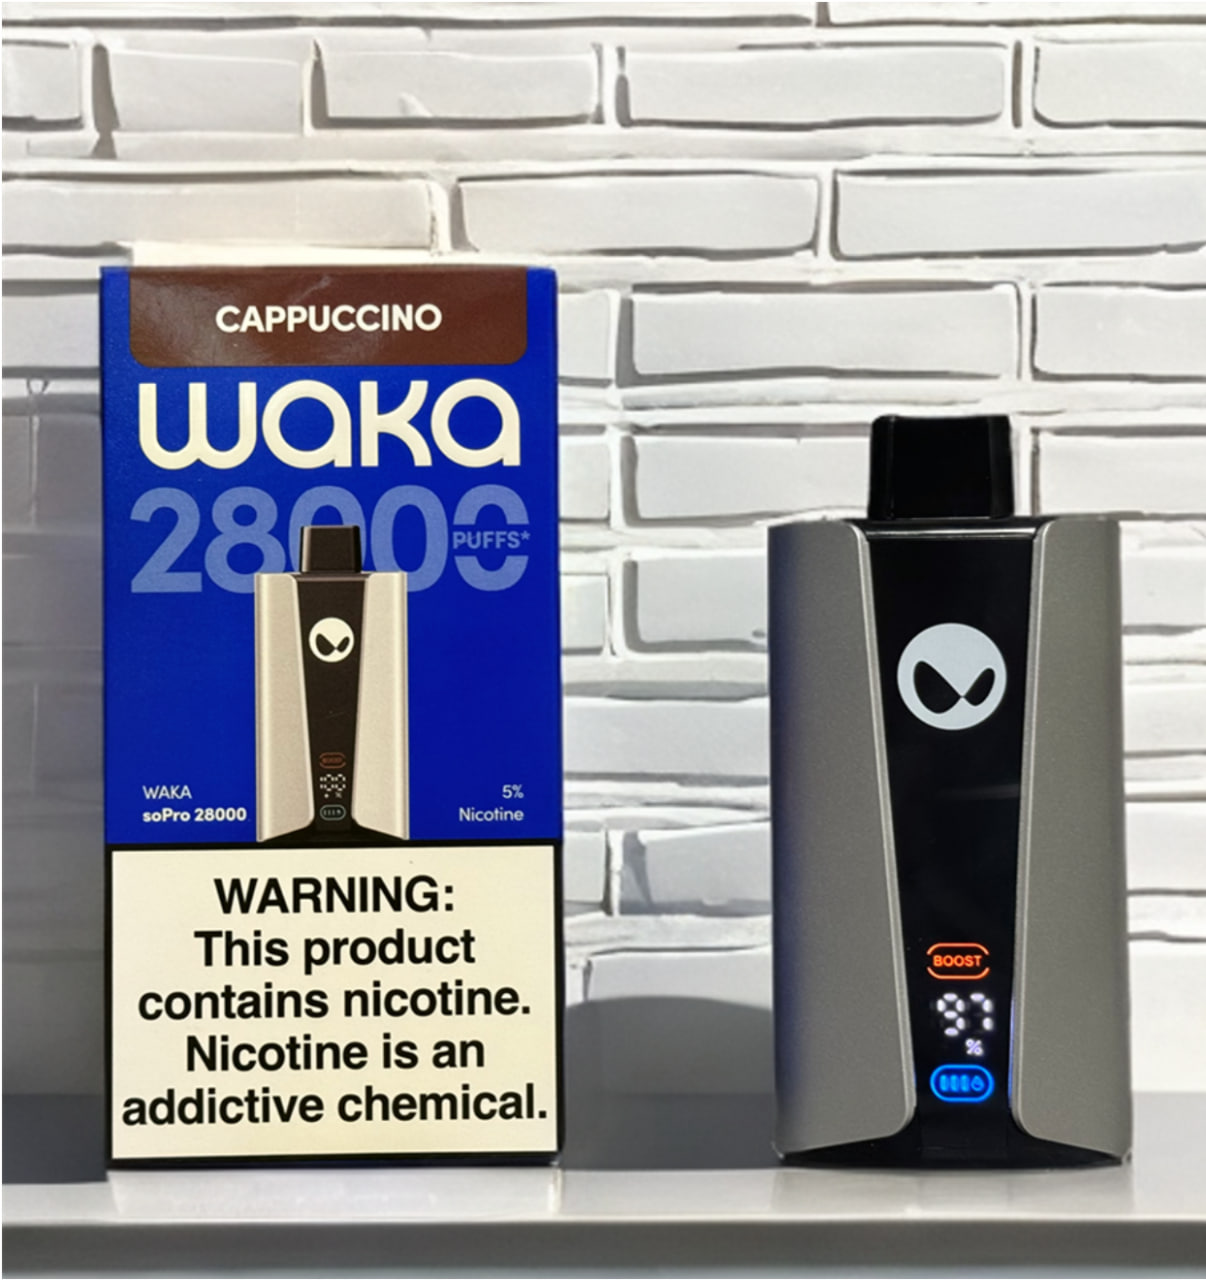 CAPPUCCINO
WAKA
28000
PUFFS*
WAKA
soPro 28000
5%
Nicotine
WARNING:
This product
contains nicotine.
Nicotine is an
addictive chemical.
BOOST
97
%